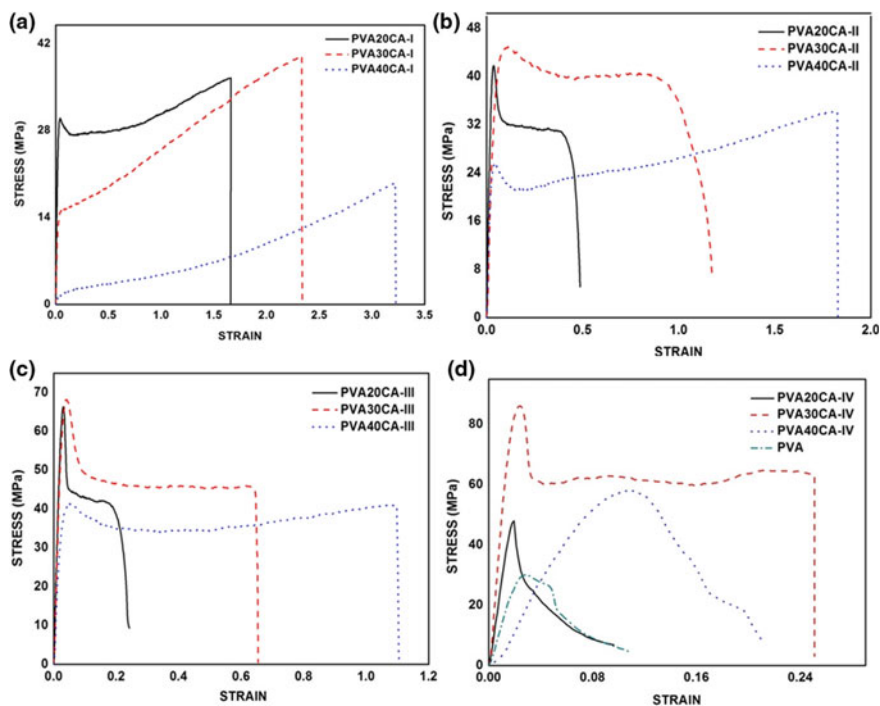 (a)
PVA20CA-I
PVA30CA-I
PVA40CA-I
42
28
14
0
STRESS (MPa)
0.0 0.5 1.0 1.5 2.0 2.5 3.0 3.5
STRAIN
(b)
PVA20CA-II
PVA30CA-II
PVA40CA-II
48
40
32
24
16
8
0
STRESS (MPa)
0.0 0.5 1.0 1.5 2.0
STRAIN
(c)
PVA20CA-III
PVA30CA-III
PVA40CA-III
70
60
50
40
30
20
10
0
STRESS (MPa)
0.0 0.2 0.4 0.6 0.8 1.0 1.2
STRAIN
(d)
PVA20CA-IV
PVA30CA-IV
PVA40CA-IV
PVA
80
60
40
20
0
STRESS (MPa)
0.00 0.08 0.16 0.24
STRAIN